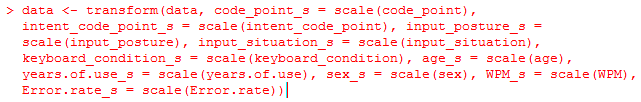 > data <- transform(data, code_point_s = scale(code_point),
intent_code_point_s = scale(intent_code_point), input_posture_s =
scale(input_posture), input_situation_s = scale(input_situation),
keyboard_condition_s = scale(keyboard_condition), age_s = scale(age),
years.of.use_s = scale(years.of.use), sex_s = scale(sex), WPM_s = scale(WPM),
Error.rate_s = scale(Error.rate))